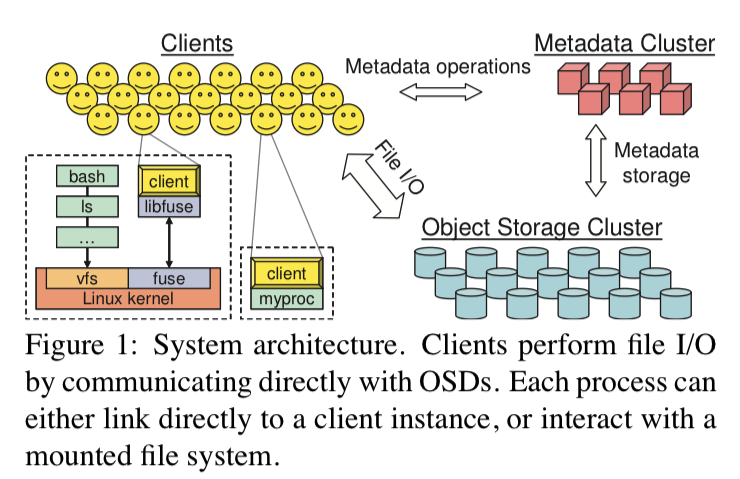 Clients
Metadata Cluster
Metadata operations
File I/O
Metadata
storage
bash
ls
...
client
libfuse
vfs
fuse
Linux kernel
client
myproc
Object Storage Cluster
Figure 1: System architecture. Clients perform file I/O
by communicating directly with OSDs. Each process can
either link directly to a client instance, or interact with a
mounted file system.